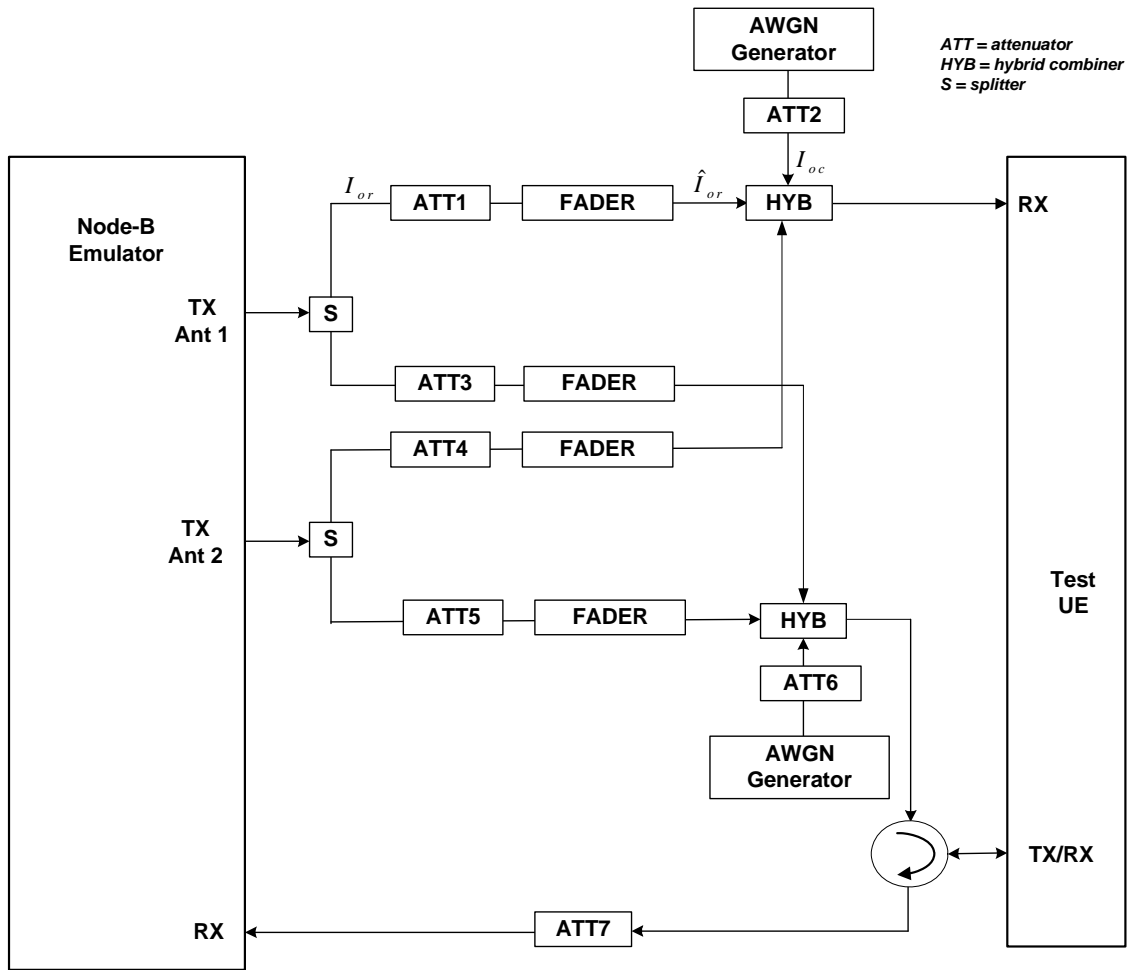 AWGN
Generator
ATT = attenuator
HYB = hybrid combiner
S = splitter
ATT2
I_oc
Node-B
Emulator
I_or
ATT1
FADER
Î_or
HYB
RX
TX
Ant 1
S
ATT3
FADER
ATT4
FADER
TX
Ant 2
S
Test
UE
ATT5
FADER
HYB
ATT6
AWGN
Generator
TX/RX
RX
ATT7